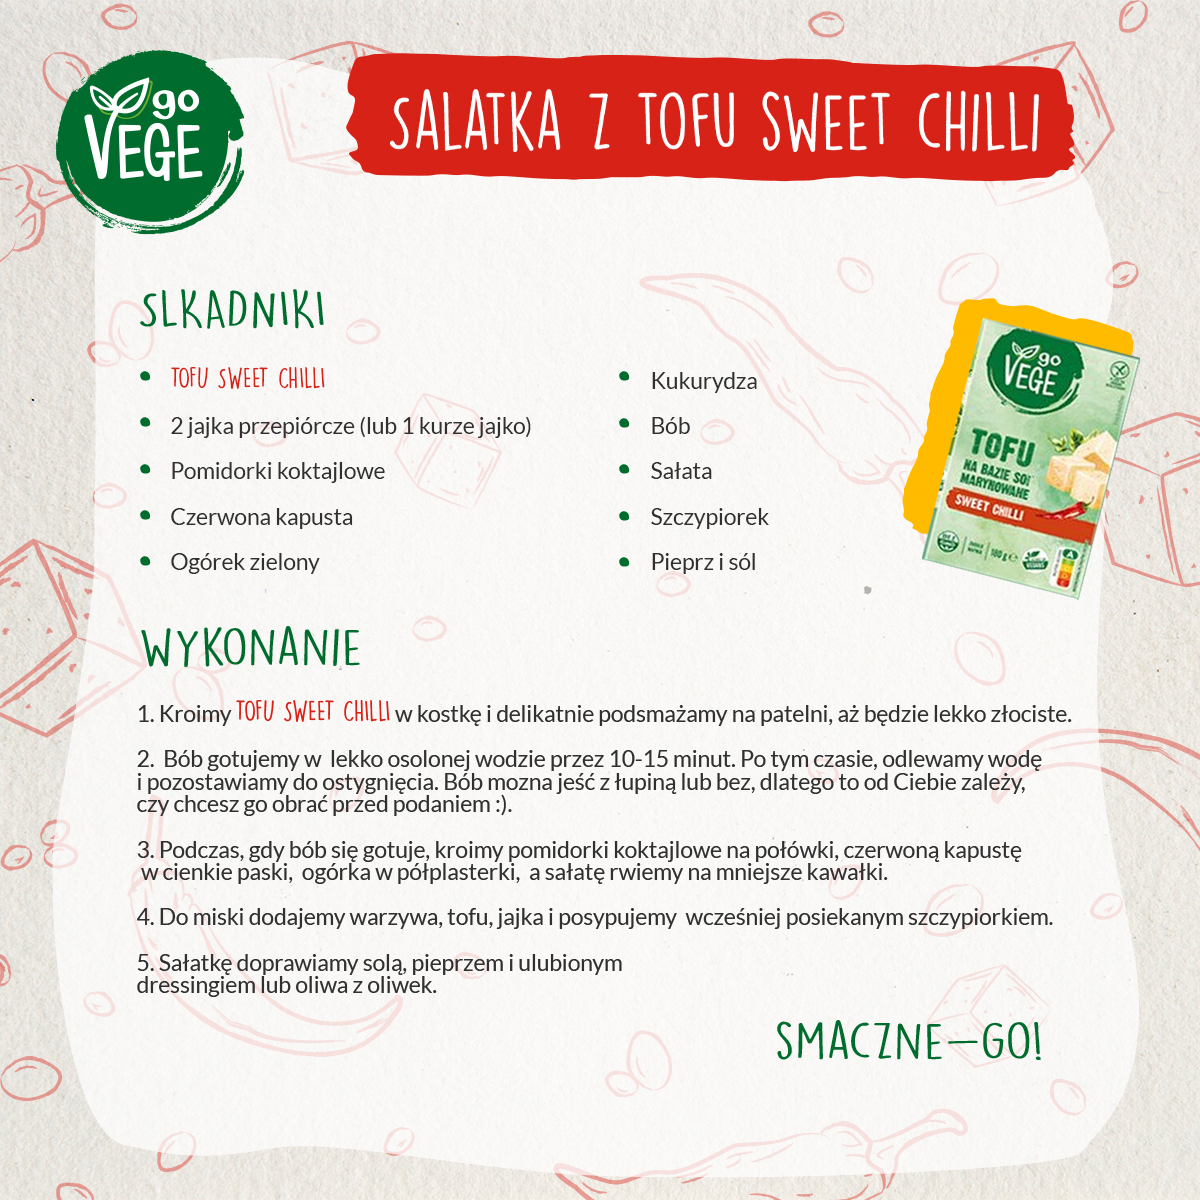 go
VEGE
SALATKA Z TOFU SWEET CHILLI
SLKADNIKI
TOFU SWEET CHILLI
2 jajka przepiórcze (lub 1 kurze jajko)
Pomidorki koktajlowe
Czerwona kapusta
Ogórek zielony
Kukurydza
Bób
Sałata
Szczypiorek
Pieprz i sól
go
VEGE
TOFU
NA BAZIE SOI
MARYNOWANE
SWEET CHILLI
180 g e
WYKONANIE
1. Kroimy TOFU SWEET CHILLI w kostkę i delikatnie podsmażamy na patelni, aż będzie lekko złociste.
2. Bób gotujemy w lekko osolonej wodzie przez 10-15 minut. Po tym czasie, odlewamy wodę
i pozostawiamy do ostygnięcia. Bób mozna jeść z łupiną lub bez, dlatego to od Ciebie zależy,
czy chcesz go obrać przed podaniem :).
3. Podczas, gdy bób się gotuje, kroimy pomidorki koktajlowe na połówki, czerwoną kapustę
w cienkie paski, ogórka w półplasterki, a sałatę rwiemy na mniejsze kawałki.
4. Do miski dodajemy warzywa, tofu, jajka i posypujemy wcześniej posiekanym szczypiorkiem.
5. Sałatkę doprawiamy solą, pieprzem i ulubionym
dressingiem lub oliwa z oliwek.
SMACZNE—GO!